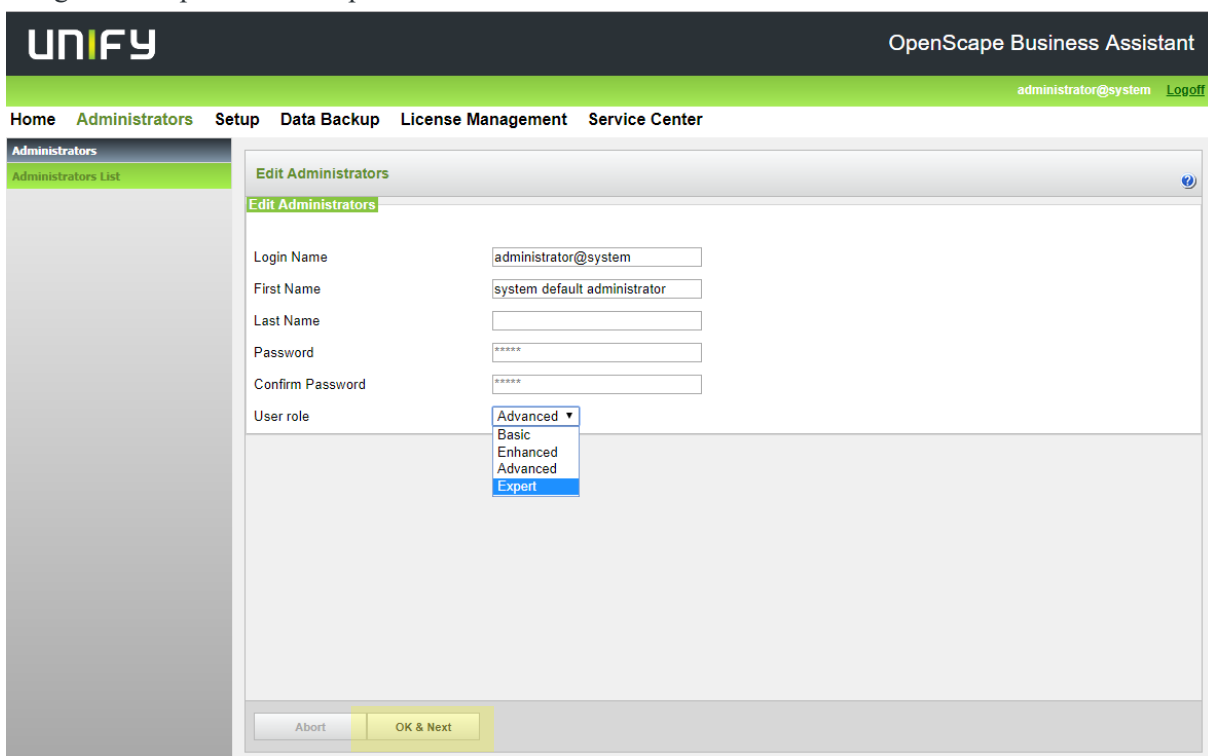 UNIFY
OpenScape Business Assistant
administrator@system Logoff
Home Administrators Setup Data Backup License Management Service Center
Administrators
Administrators List
Edit Administrators
?
Edit Administrators
Login Name administrator@system
First Name system default administrator
Last Name
Password *****
Confirm Password *****
User role Advanced
Basic
Enhanced
Advanced
Expert
Abort OK & Next